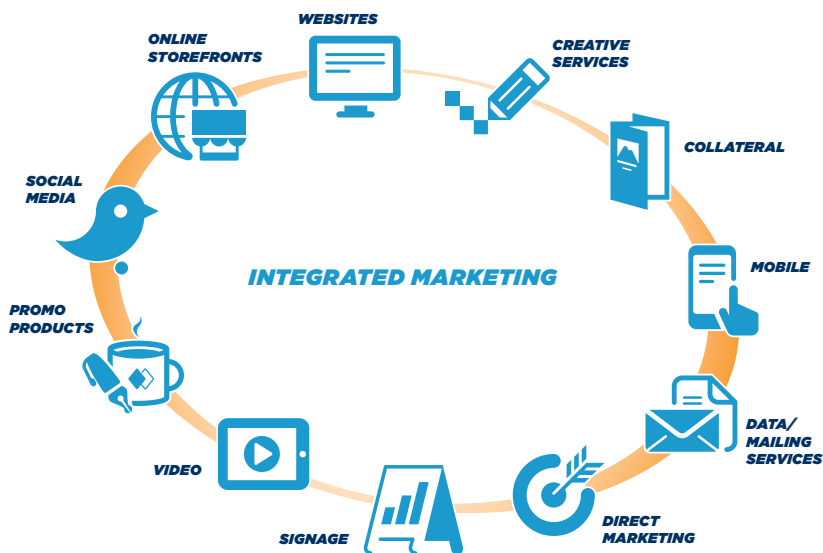 WEBSITES
ONLINE
STOREFRONTS
CREATIVE
SERVICES
COLLATERAL
SOCIAL
MEDIA
MOBILE
INTEGRATED MARKETING
PROMO
PRODUCTS
DATA/
MAILING
SERVICES
VIDEO
DIRECT
MARKETING
SIGNAGE